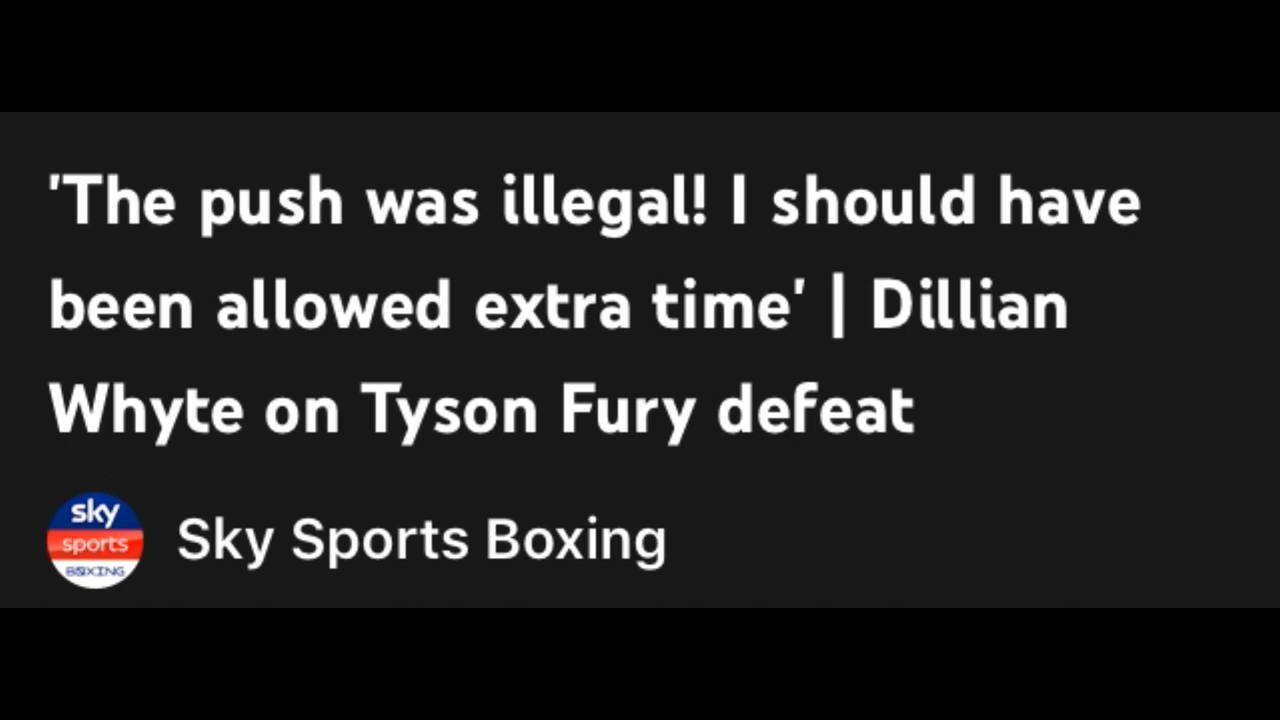 'The push was illegal! I should have
been allowed extra time' | Dillian
Whyte on Tyson Fury defeat
sky
sports
BOXING
Sky Sports Boxing